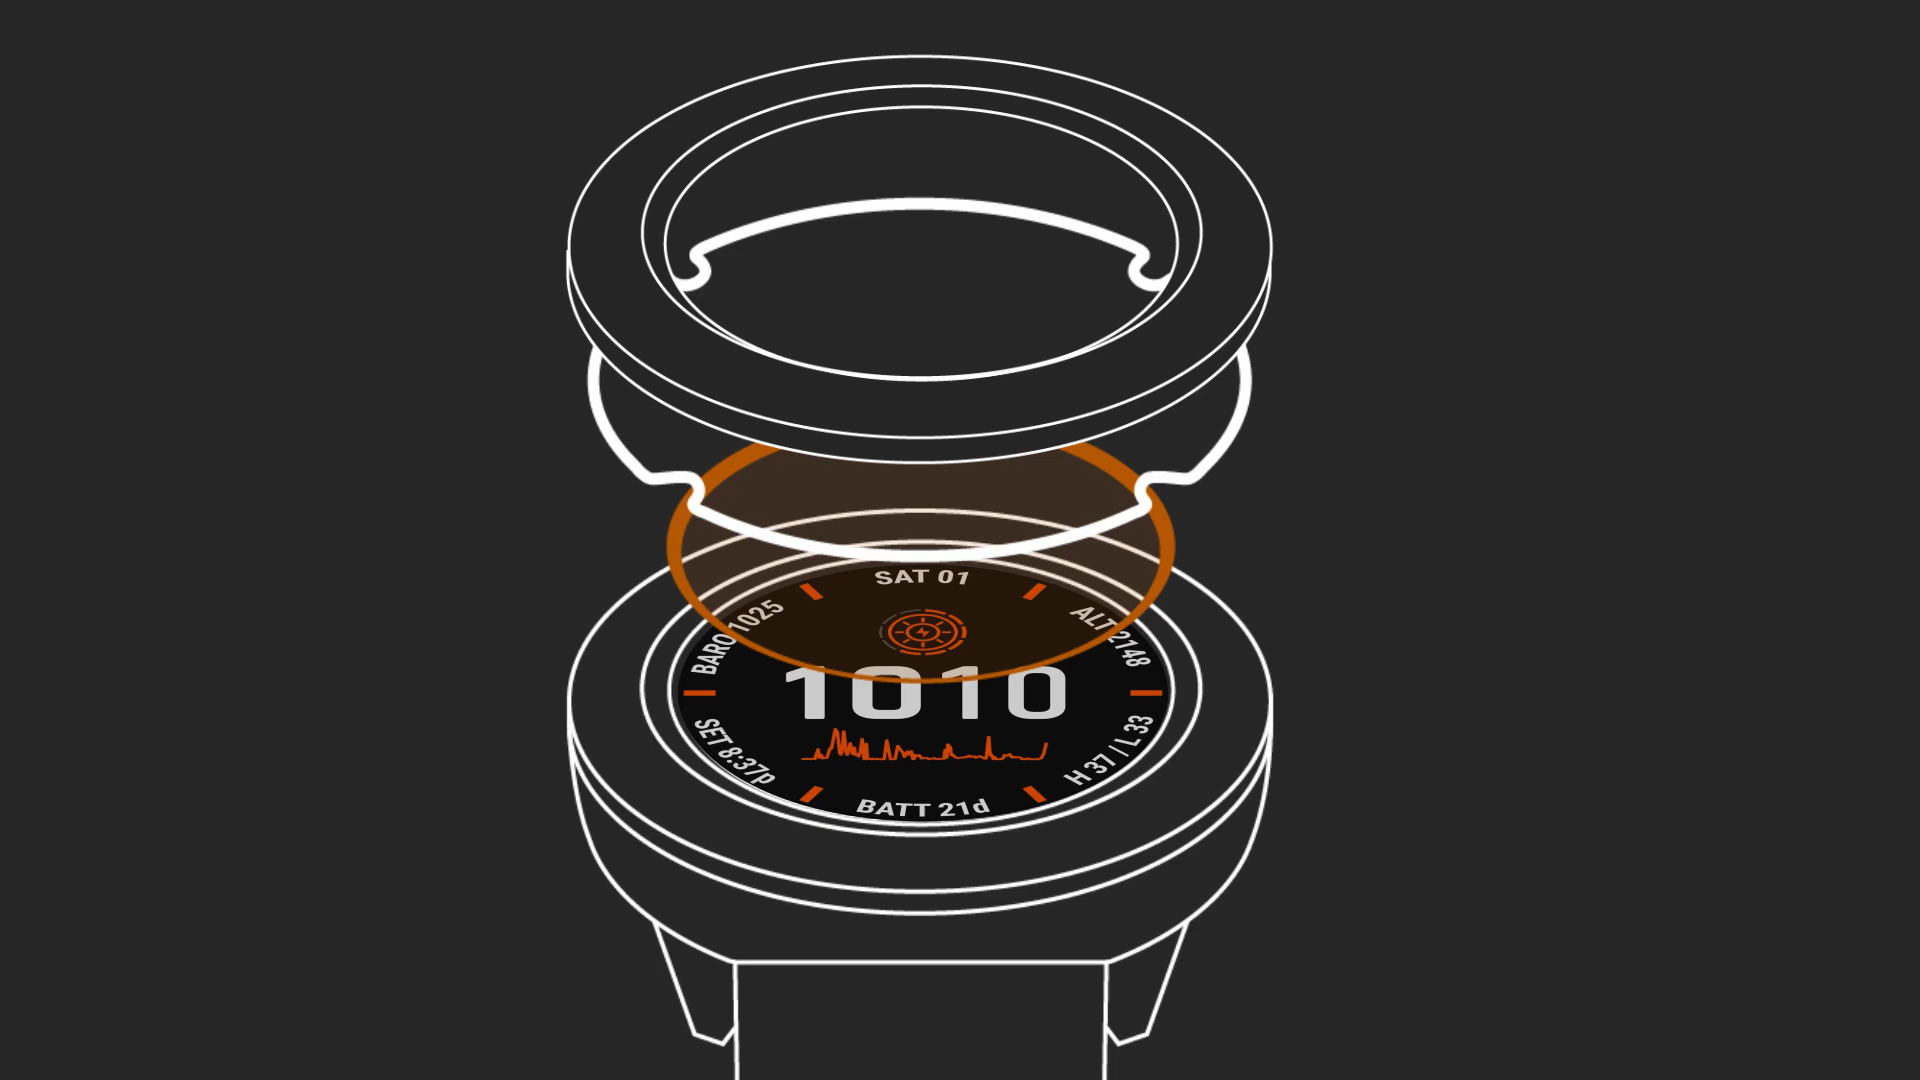 SAT 01
BARO 1025
ALT 2148
1010
SET 8:37p
H 37 / L 33
BATT 21d